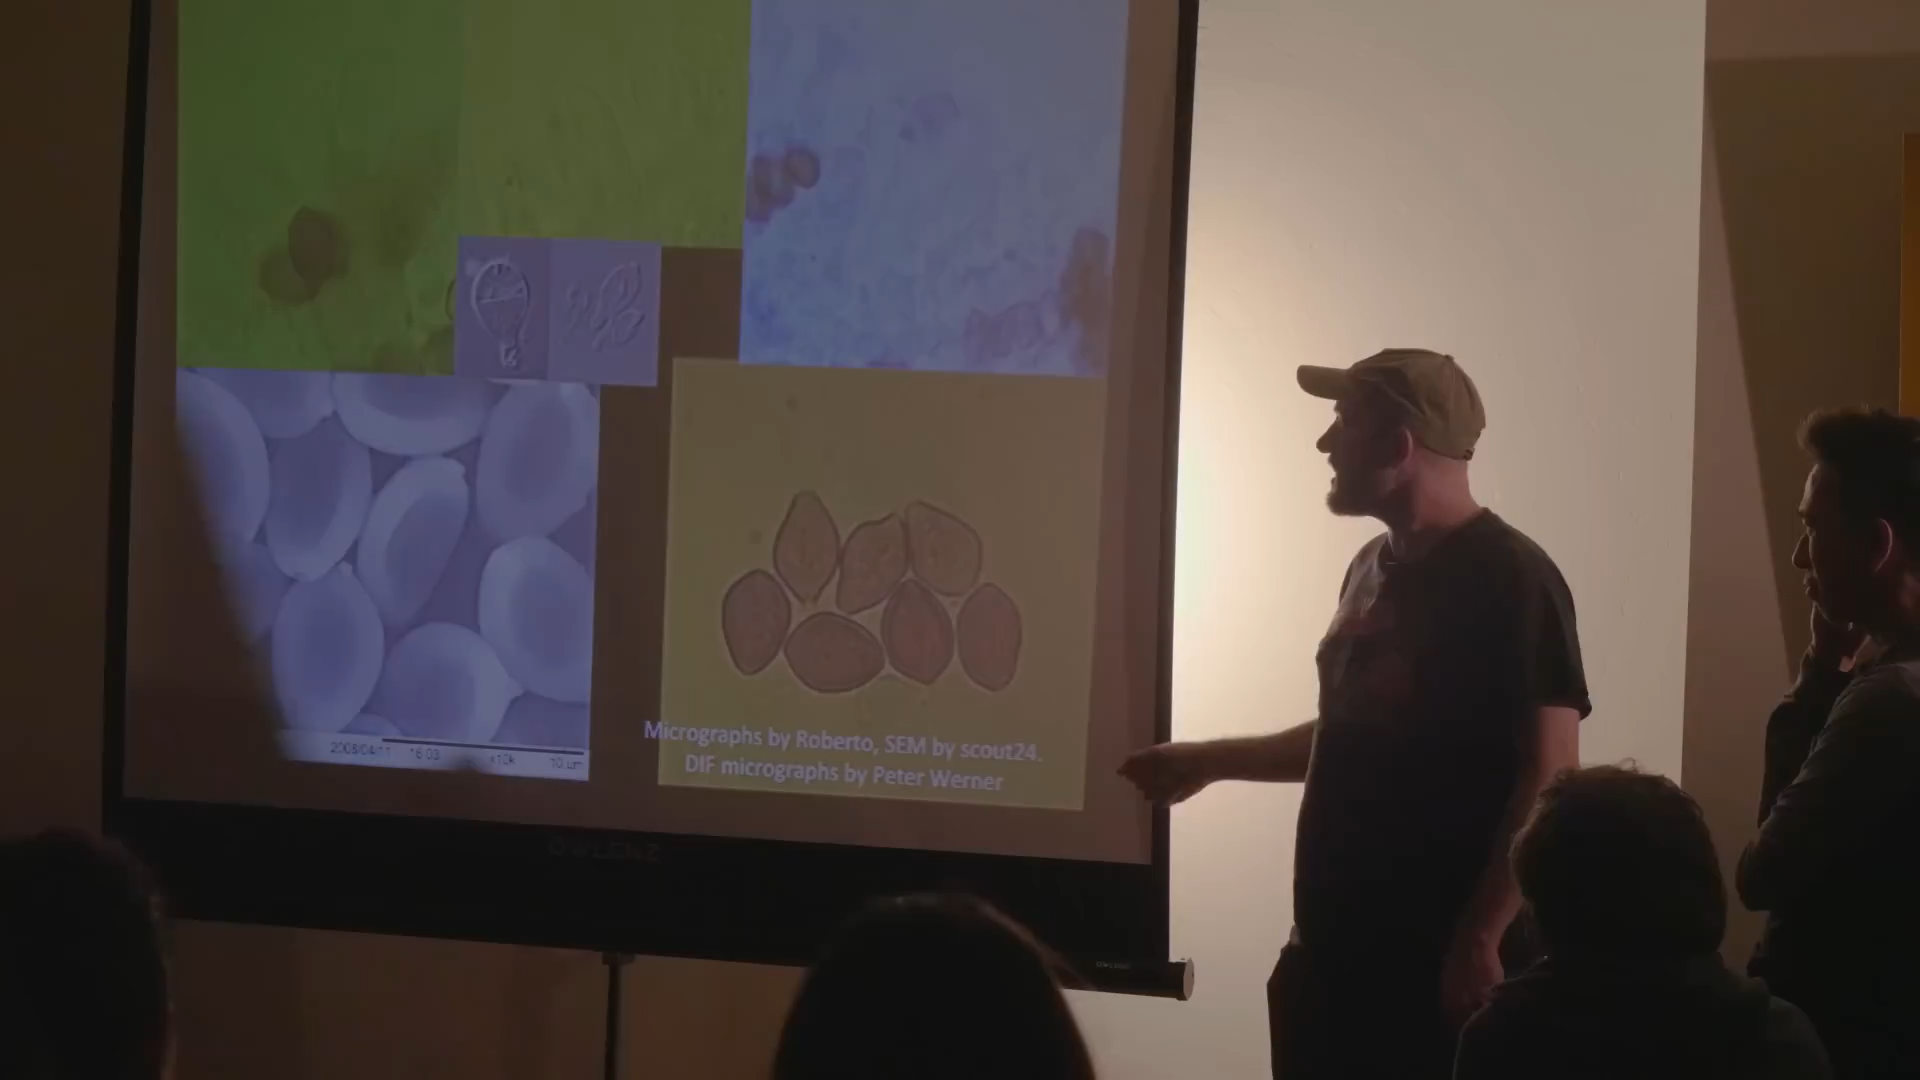 2008/04/11 16:03 x10k 10 um
Micrographs by Roberto, SEM by scout24.
DIF micrographs by Peter Werner
OWLENZ